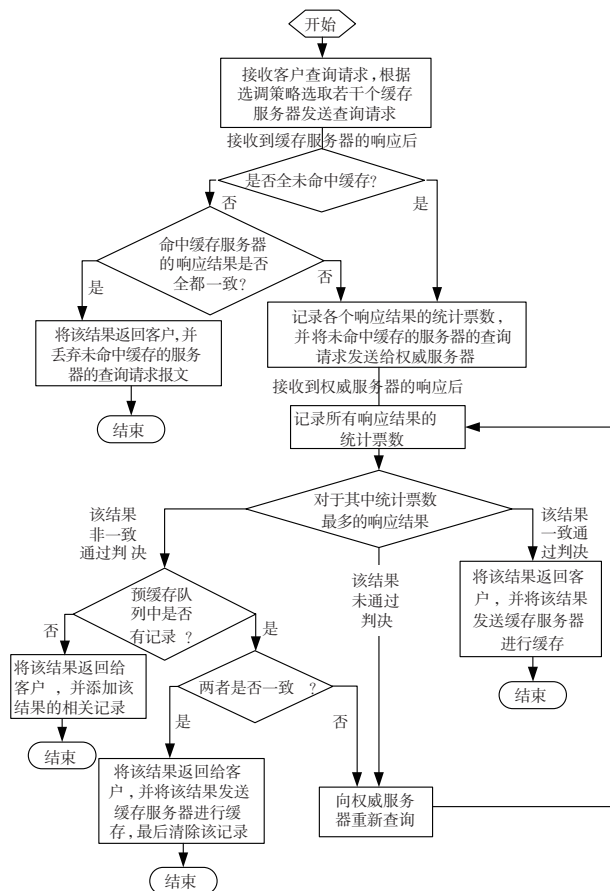 开始
接收客户查询请求,根据
选调策略选取若干个缓存
服务器发送查询请求
接收到缓存服务器的响应后
是否全未命中缓存?
否
是
命中缓存服务器
的响应结果是否
全都一致?
是
否
将该结果返回客户,并
丢弃未命中缓存的服务
器的查询请求报文
结束
记录各个响应结果的统计票数,
并将未命中缓存的服务器的查询
请求发送给权威服务器
接收到权威服务器的响应后
记录所有响应结果的
统计票数
对于其中统计票数
最多的响应结果
该结果
非一致
通过判决
该结果
未通过
判决
该结果
一致通
过判决
将该结果返回客
户,并将该结果
发送缓存服务器
进行缓存
结束
预缓存队
列中是否
有记录 ?
否
是
将该结果返回给
客户 ,并添加该
结果的相关记录
结束
两者是否一致 ?
是
否
将该结果返回给客
户,并将该结果发送
缓存服务器进行缓
存,最后清除该记录
结束
向权威服务
器重新查询